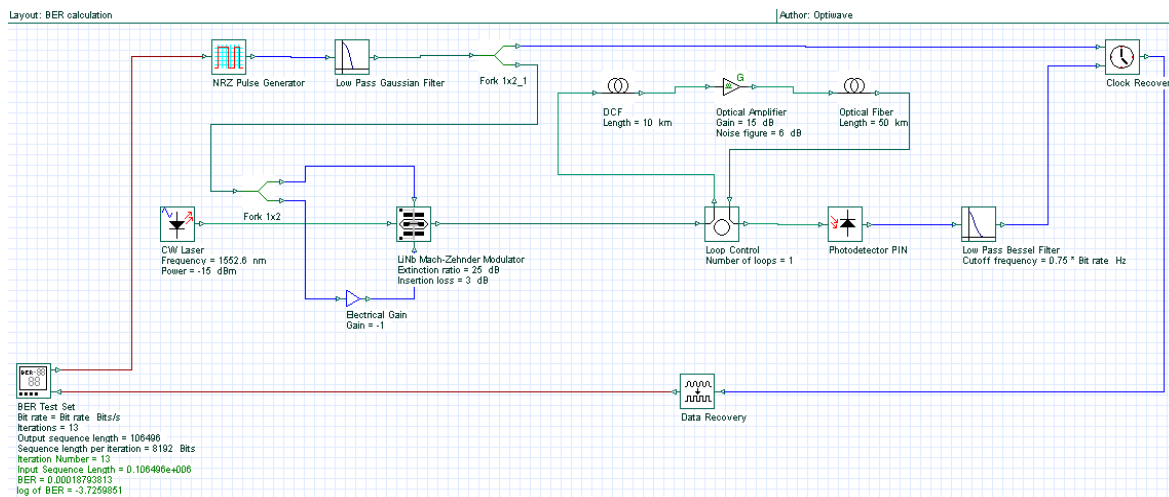 Layout: BER calculation
Author: Optiwave
NRZ Pulse Generator
Low Pass Gaussian Filter
Fork 1x2_1
Clock Recover
DCF
Length = 10 km
G
Optical Amplifier
Gain = 15 dB
Noise figure = 6 dB
Optical Fiber
Length = 50 km
Fork 1x2
CW Laser
Frequency = 1552.6 nm
Power = -15 dBm
LiNb Mach-Zehnder Modulator
Extinction ratio = 25 dB
Insertion loss = 3 dB
Loop Control
Number of loops = 1
Photodetector PIN
Low Pass Bessel Filter
Cutoff frequency = 0.75 * Bit rate Hz
Electrical Gain
Gain = -1
Data Recovery
BER Test Set
Bit rate = Bit rate Bits/s
Iterations = 13
Output sequence length = 106496
Sequence length per iteration = 8192 Bits
Iteration Number = 13
Input Sequence Length = 0.106496e+006
BER = 0.00018793813
log of BER = -3.7259851